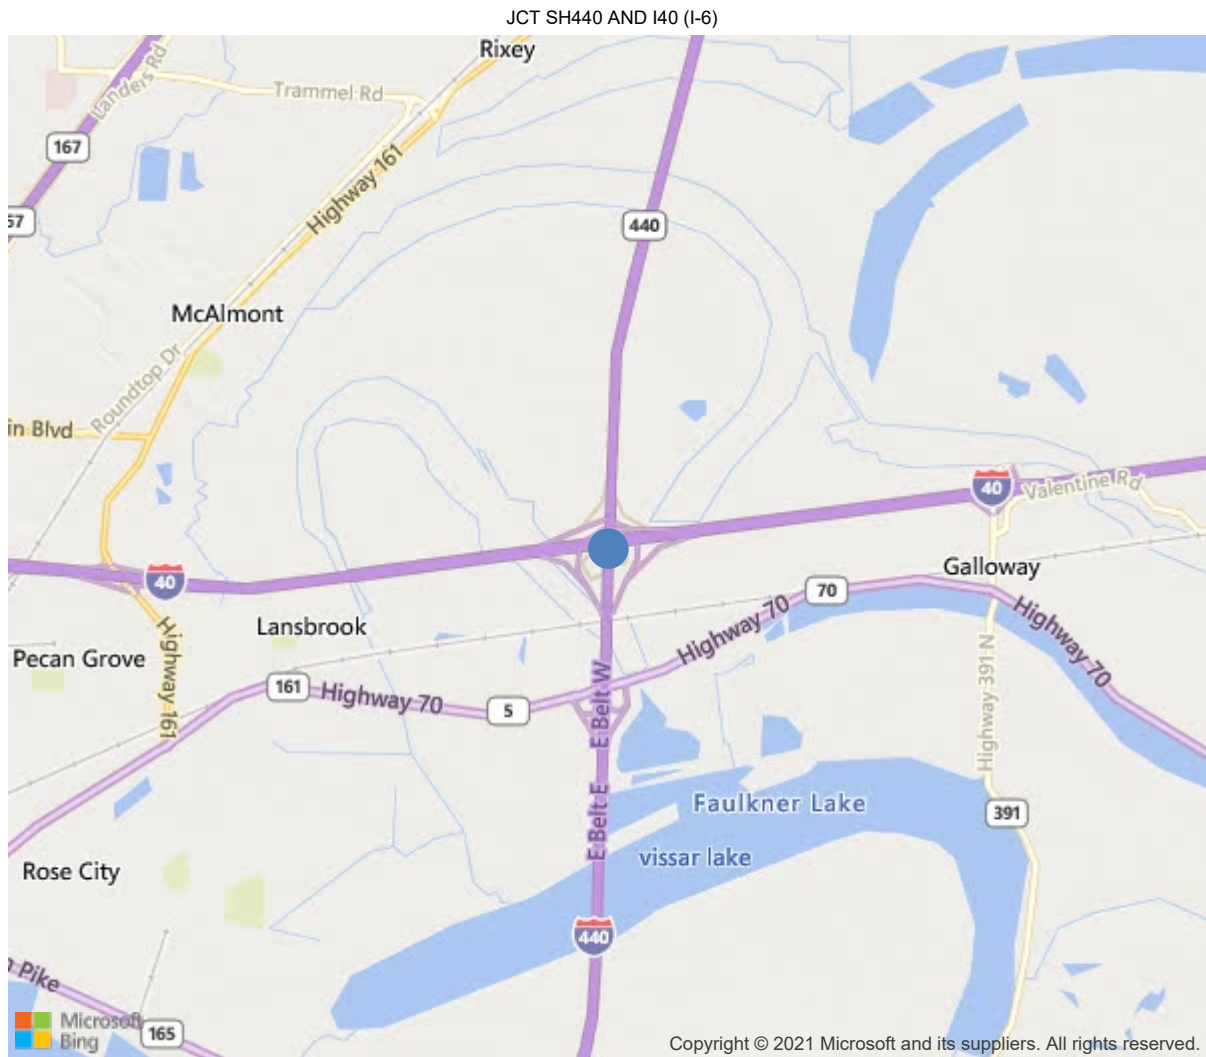 JCT SH440 AND I40 (I-6)
Rixey
Landers Rd
Trammel Rd
167
Highway 161
67
440
McAlmont
Roundtop Dr
in Blvd
40
Valentine Rd
40
Galloway
70
Highway 70
Highway 70
Lansbrook
Pecan Grove
Highway 161
161
Highway 70
5
E Belt W
Highway 391 N
E Belt E
Faulkner Lake
391
vissar lake
Rose City
440
Pike
165
Microsoft
Bing
Copyright © 2021 Microsoft and its suppliers. All rights reserved.